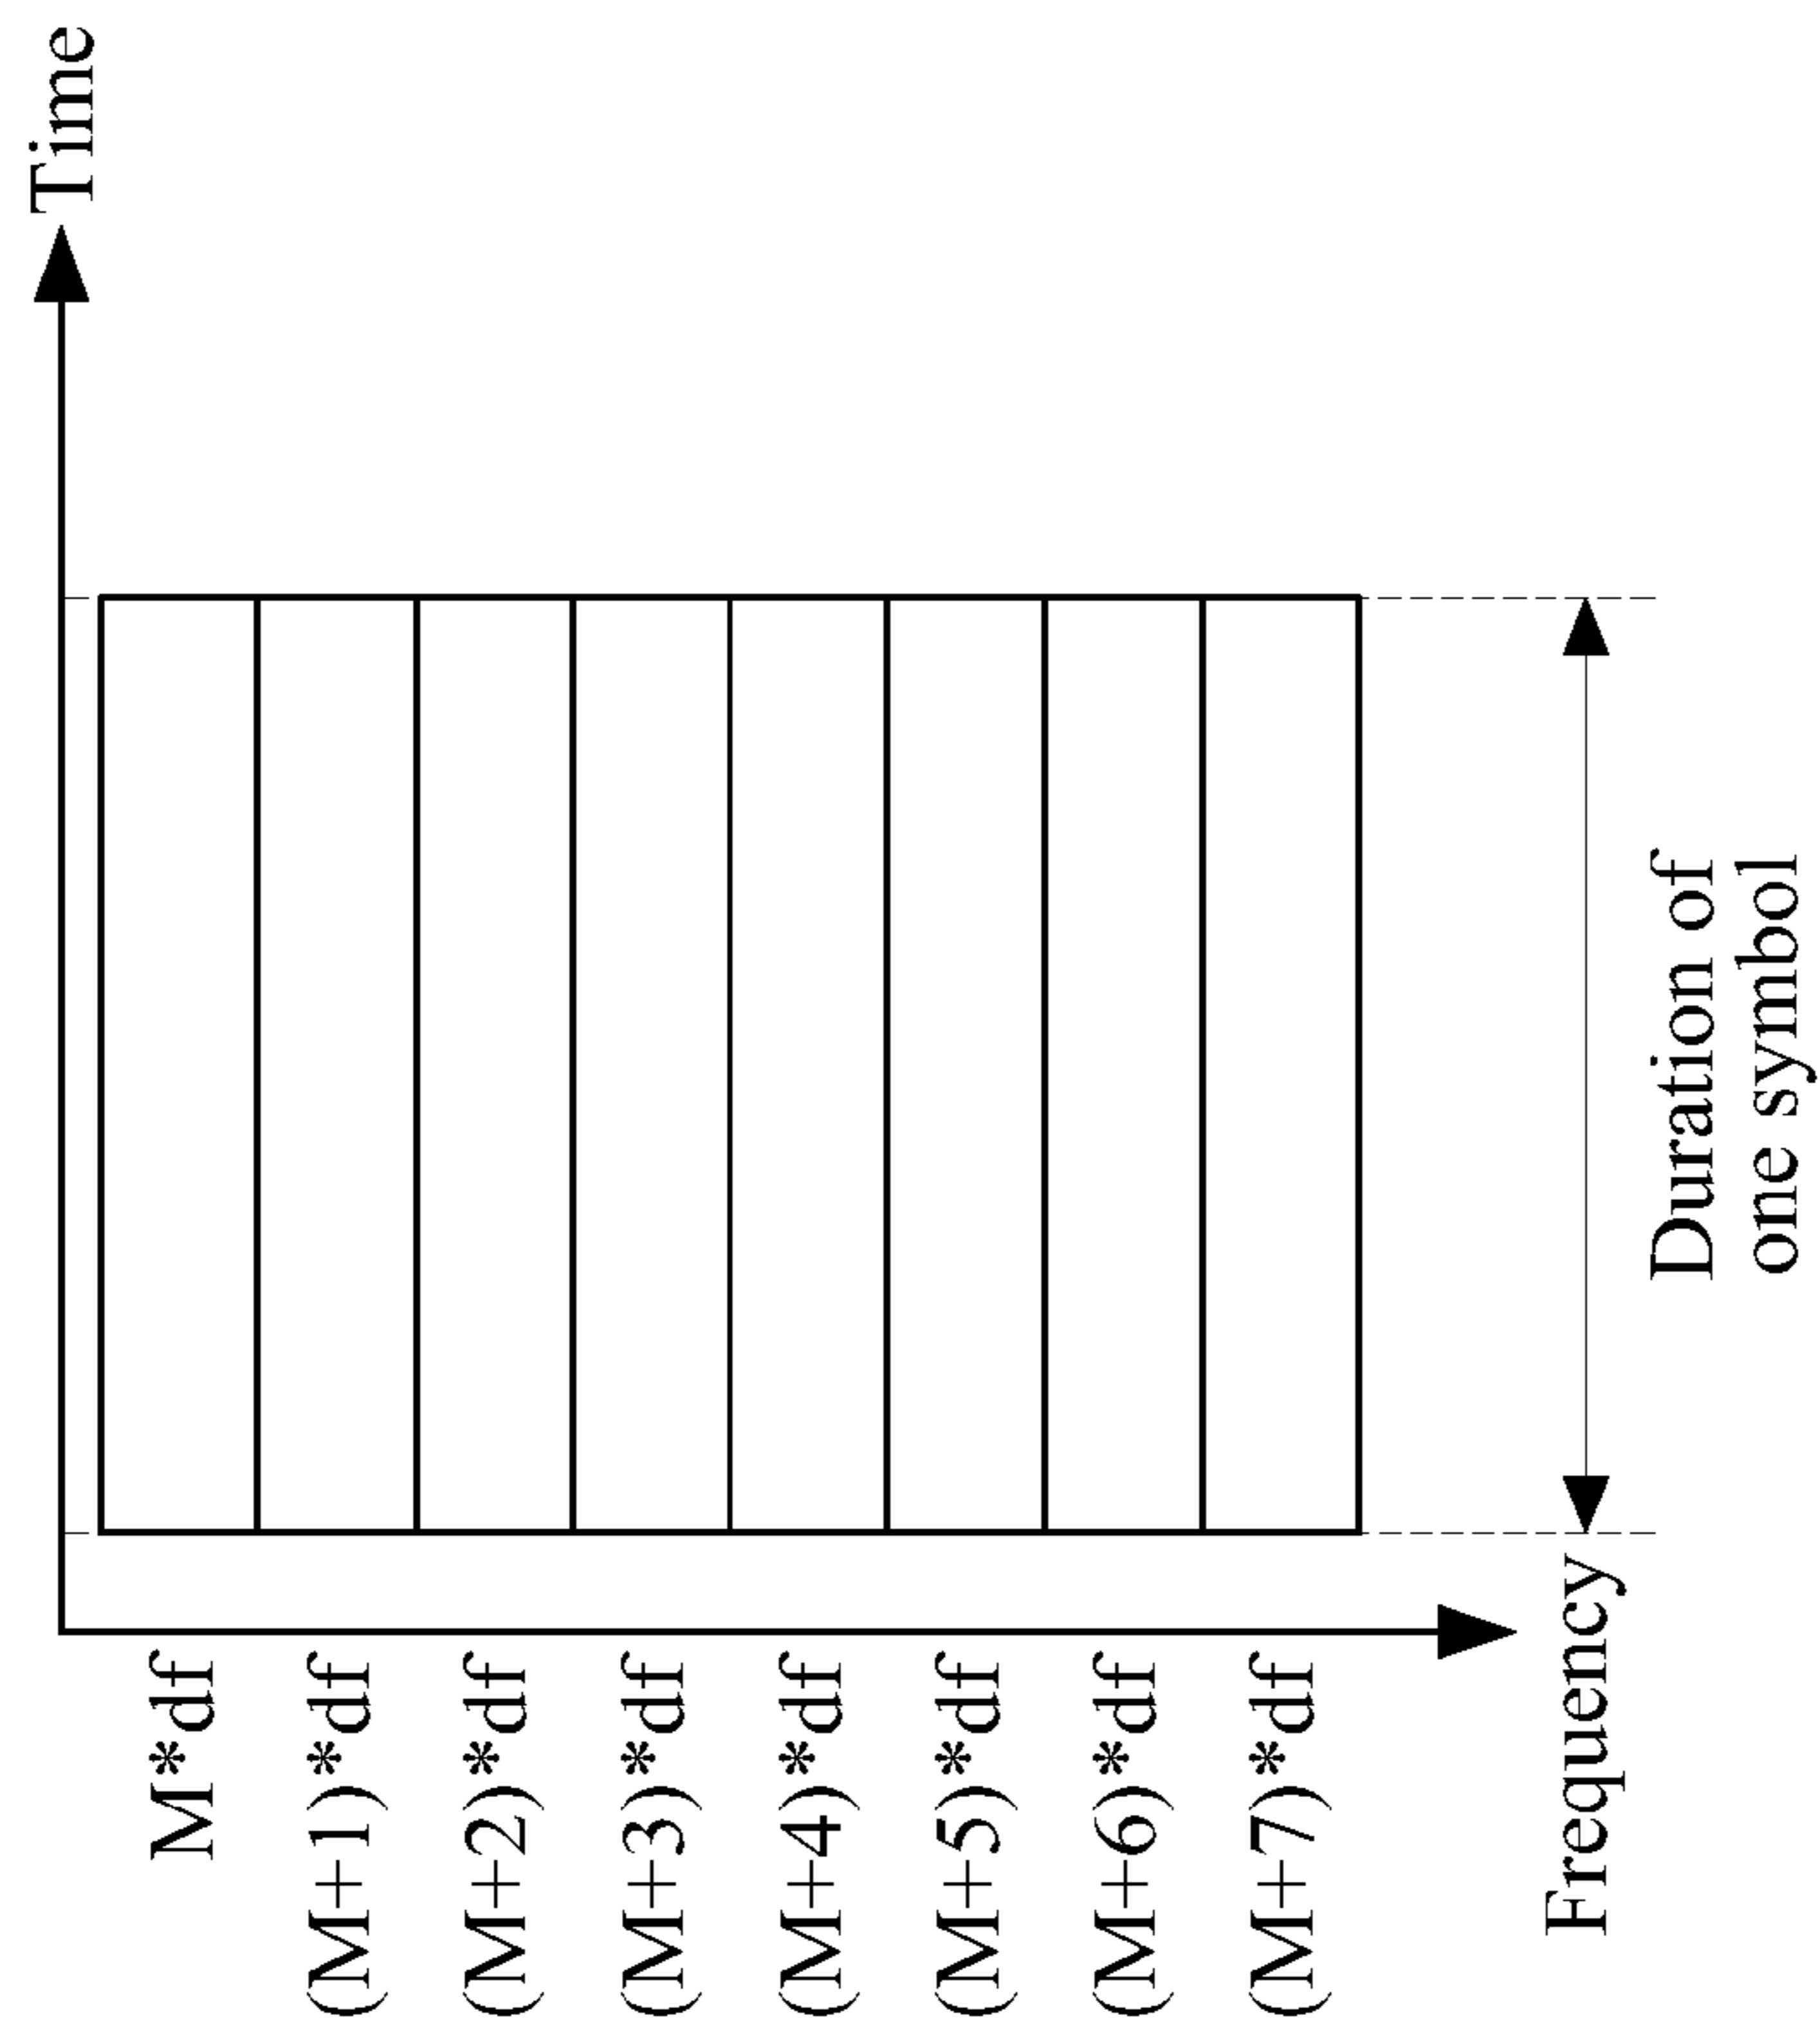 Time
M*df
(M+1)*df
(M+2)*df
(M+3)*df
(M+4)*df
(M+5)*df
(M+6)*df
(M+7)*df
Frequency
Duration of
one symbol